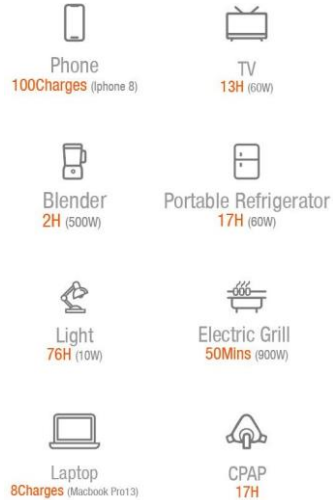 Phone
100Charges (Iphone 8)
TV
13H (60W)
Blender
2H (500W)
Portable Refrigerator
17H (60W)
Light
76H (10W)
Electric Grill
50Mins (900W)
Laptop
8Charges (Macbook Pro13)
CPAP
17H